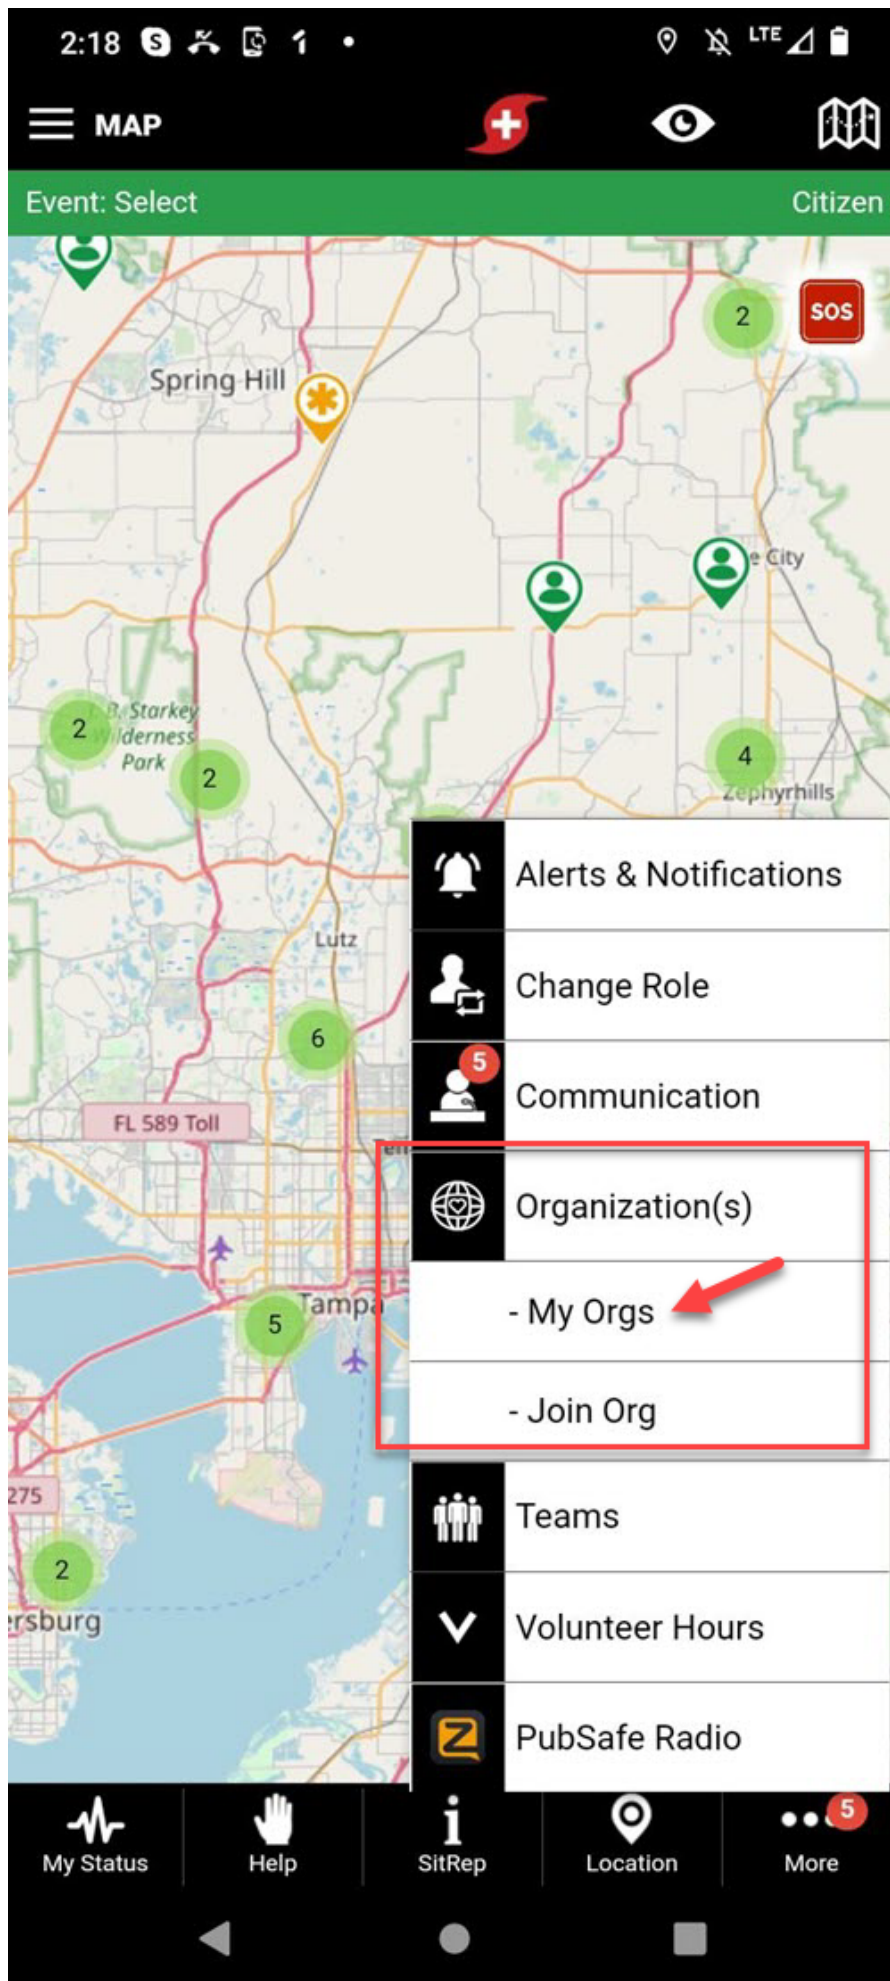 2:18
LTE
MAP
Event: Select
Citizen
2
SOS
Spring Hill
City
2
Starkey
Wilderness
Park
2
4
Zephyrhills
Alerts & Notifications
Lutz
Change Role
6
5
Communication
FL 589 Toll
Organization(s)
- My Orgs
Tampa
5
- Join Org
275
Teams
2
Volunteer Hours
PubSafe Radio
My Status
Help
SitRep
Location
5
More